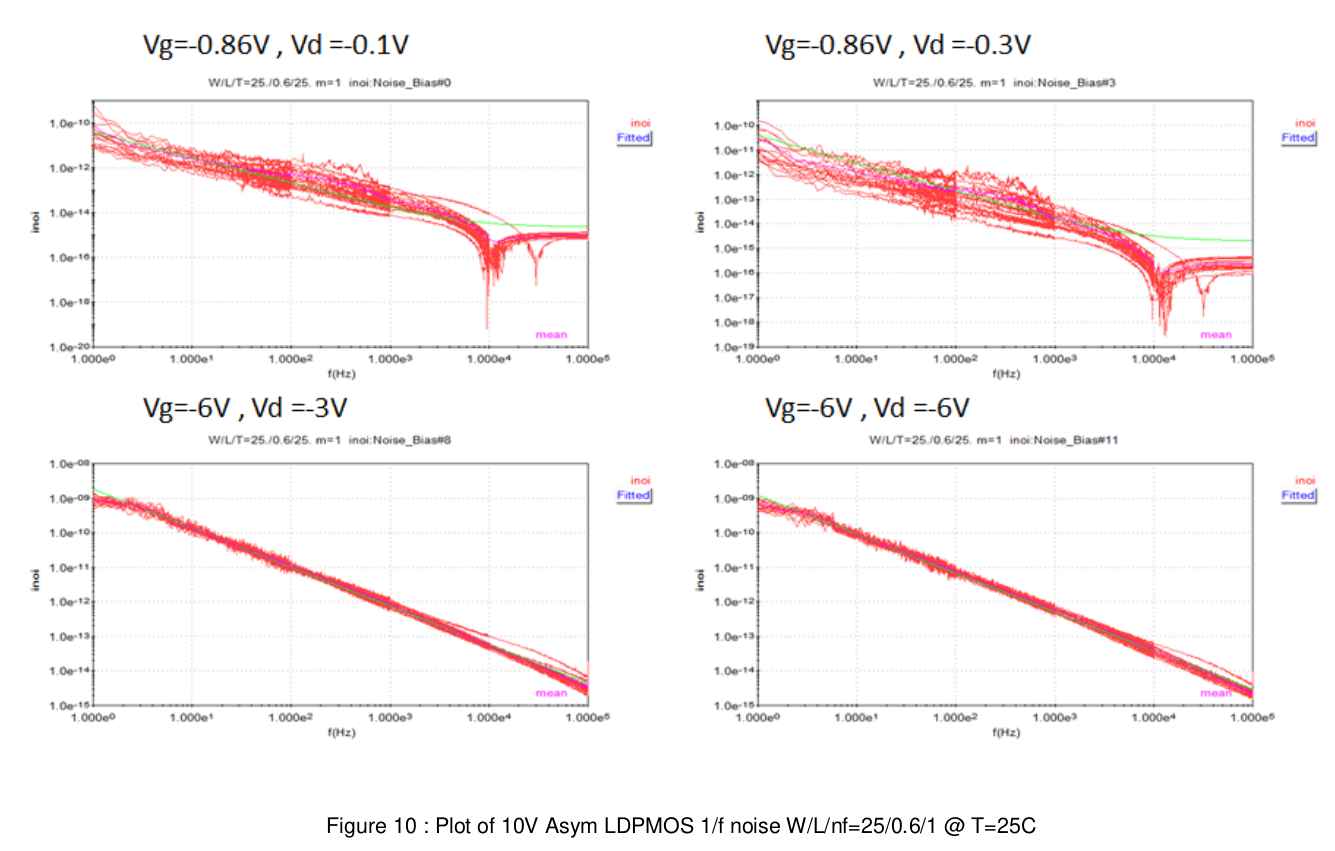 Vg=-0.86V , Vd =-0.1V
W/L/T=25./0.6/25. m=1 inoi:Noise_Bias#0
inoi
Fitted
1.0e-10
1.0e-12
1.0e-14
1.0e-16
1.0e-18
1.0e-20
inoi
mean
1.000e0 1.000e1 1.000e2 1.000e3 1.000e4 1.000e5
f(Hz)
Vg=-0.86V , Vd =-0.3V
W/L/T=25./0.6/25. m=1 inoi:Noise_Bias#3
inoi
Fitted
1.0e-10
1.0e-11
1.0e-12
1.0e-13
1.0e-14
1.0e-15
1.0e-16
1.0e-17
1.0e-18
1.0e-19
inoi
mean
1.000e0 1.000e1 1.000e2 1.000e3 1.000e4 1.000e5
f(Hz)
Vg=-6V , Vd =-3V
W/L/T=25./0.6/25. m=1 inoi:Noise_Bias#8
inoi
Fitted
1.0e-08
1.0e-09
1.0e-10
1.0e-11
1.0e-12
1.0e-13
1.0e-14
1.0e-15
inoi
mean
1.000e0 1.000e1 1.000e2 1.000e3 1.000e4 1.000e5
f(Hz)
Vg=-6V , Vd =-6V
W/L/T=25./0.6/25. m=1 inoi:Noise_Bias#11
inoi
Fitted
1.0e-08
1.0e-09
1.0e-10
1.0e-11
1.0e-12
1.0e-13
1.0e-14
1.0e-15
inoi
mean
1.000e0 1.000e1 1.000e2 1.000e3 1.000e4 1.000e5
f(Hz)
Figure 10 : Plot of 10V Asym LDPMOS 1/f noise W/L/nf=25/0.6/1 @ T=25C